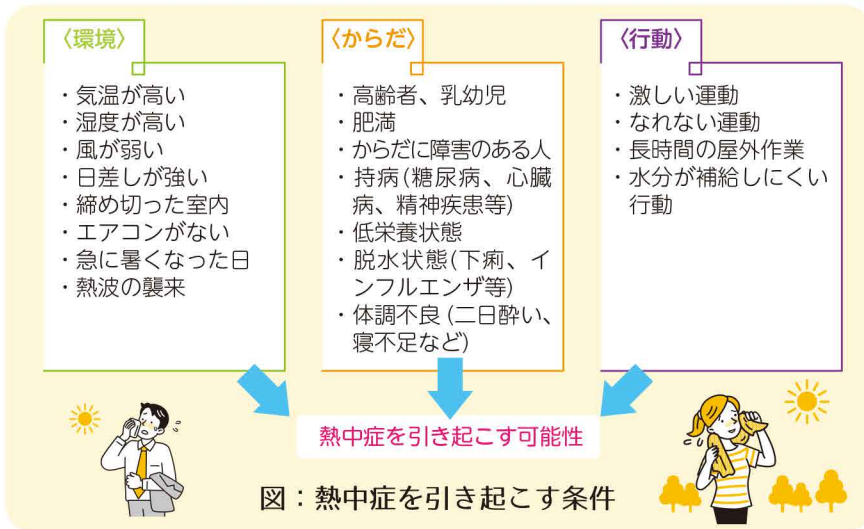 〈環境〉
・気温が高い
・湿度が高い
・風が弱い
・日差しが強い
・締め切った室内
・エアコンがない
・急に暑くなった日
・熱波の襲来
〈からだ〉
・高齢者、乳幼児
・肥満
・からだに障害のある人
・持病(糖尿病、心臓
病、精神疾患等)
・低栄養状態
・脱水状態(下痢、イ
ンフルエンザ等)
・体調不良(二日酔い、
寝不足など)
〈行動〉
・激しい運動
・なれない運動
・長時間の屋外作業
・水分が補給しにくい
行動
熱中症を引き起こす可能性
図：熱中症を引き起こす条件